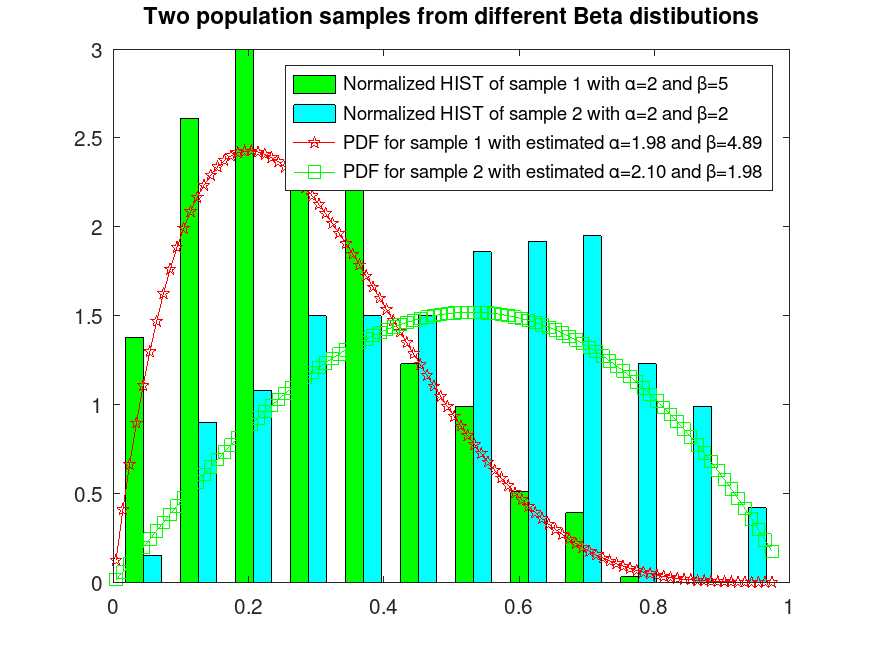 Two population samples from different Beta distibutions
Normalized HIST of sample 1 with α=2 and β=5
Normalized HIST of sample 2 with α=2 and β=2
PDF for sample 1 with estimated α=1.98 and β=4.89
PDF for sample 2 with estimated α=2.10 and β=1.98
3
2.5
2
1.5
1
0.5
0
0 0.2 0.4 0.6 0.8 1